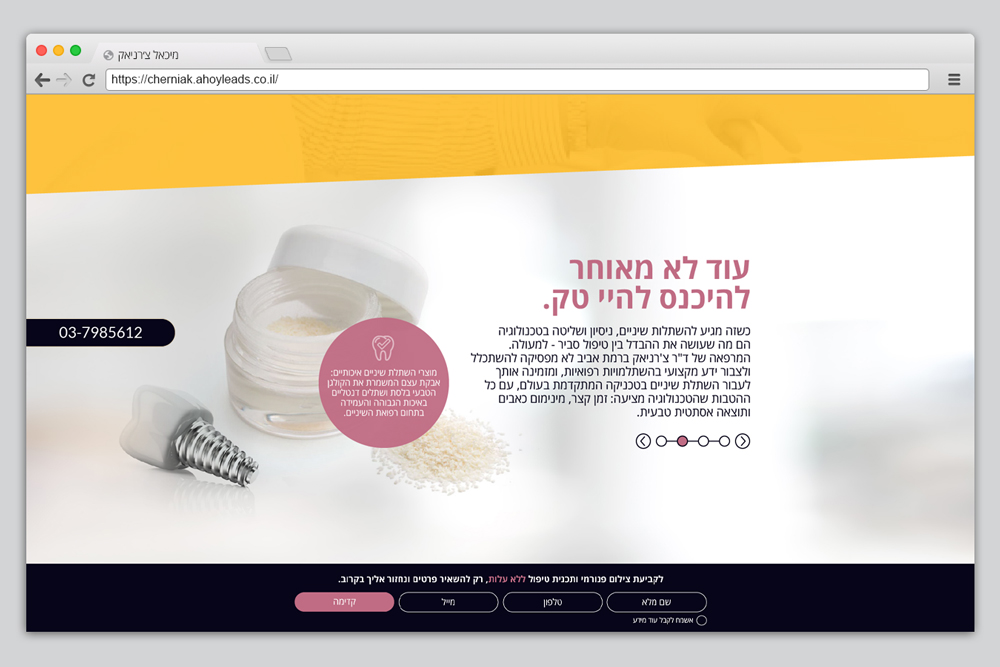 מיכאל צ'רניאק
https://cherniak.ahoyleads.co.il/
עוד לא מאוחר
להיכנס להיי טק.
כשזה מגיע להשתלות שיניים, ניסיון ושליטה בטכנולוגיה
הם מה שעושה את ההבדל בין טיפול סביר - למעולה.
המרפאה של ד"ר צ'רניאק ברמת אביב לא מפסיקה להשתכלל
ולצבור ידע מקצועי בהשתלמויות רפואיות, ומזמינה אותך
לעבור השתלת שיניים בטכניקה המתקדמת בעולם, עם כל
ההטבות שהטכנולוגיה מציעה: זמן קצר, מינימום כאבים
ותוצאה אסתטית טבעית.
מוצרי השתלת שיניים איכותיים:
אבקת עצם המשמרת את הקולגן
הטבעי בלסת ושתלים דנטליים
באיכות הגבוהה והעמידה
בתחום רפואת השיניים.
03-7985612
לקביעת צילום פנורמי ותכנית טיפול ללא עלות, רק להשאיר פרטים ונחזור אליך בקרוב.
שם מלא
טלפון
מייל
קדימה
אשמח לקבל עוד מידע